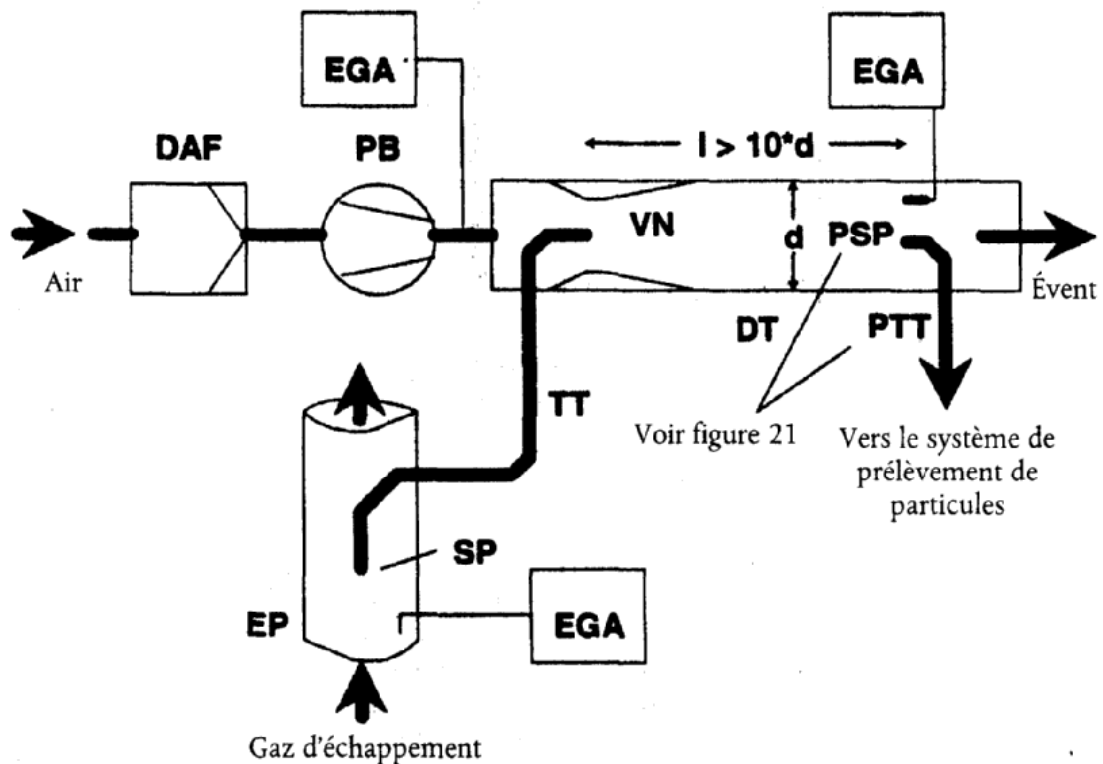 EGA
EGA
DAF
PB
l > 10*d
VN
d
PSP
Air
Évent
DT
PTT
TT
Voir figure 21
Vers le système de
prélèvement de
particules
SP
EP
EGA
Gaz d'échappement